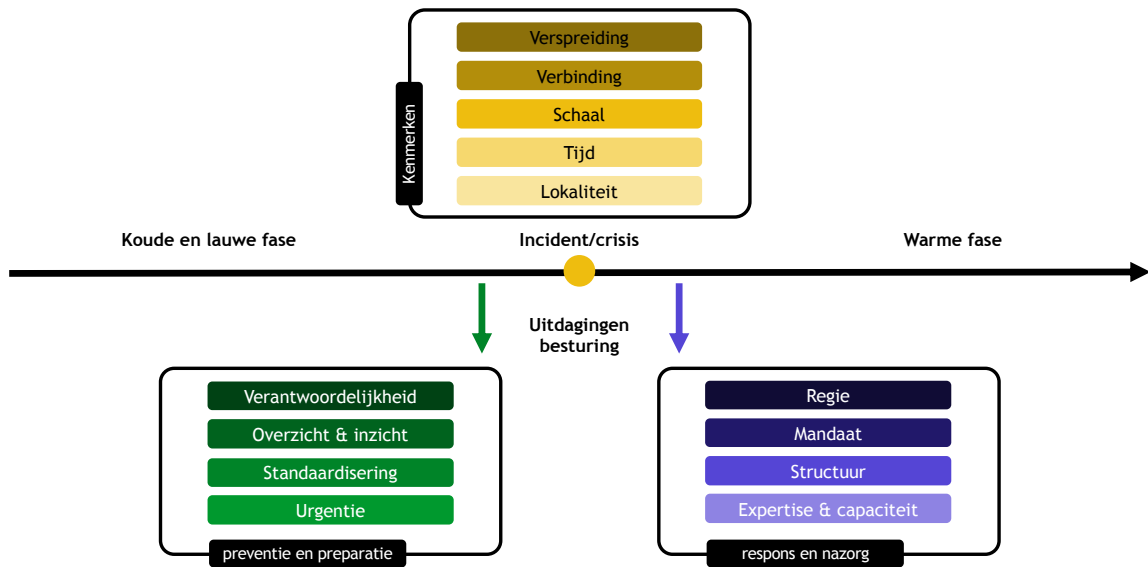 Kenmerken
Verspreiding
Verbinding
Schaal
Tijd
Lokaliteit
Koude en lauwe fase
Incident/crisis
Warme fase
Uitdagingen
besturing
Verantwoordelijkheid
Overzicht & inzicht
Standaardisering
Urgentie
preventie en preparatie
Regie
Mandaat
Structuur
Expertise & capaciteit
respons en nazorg